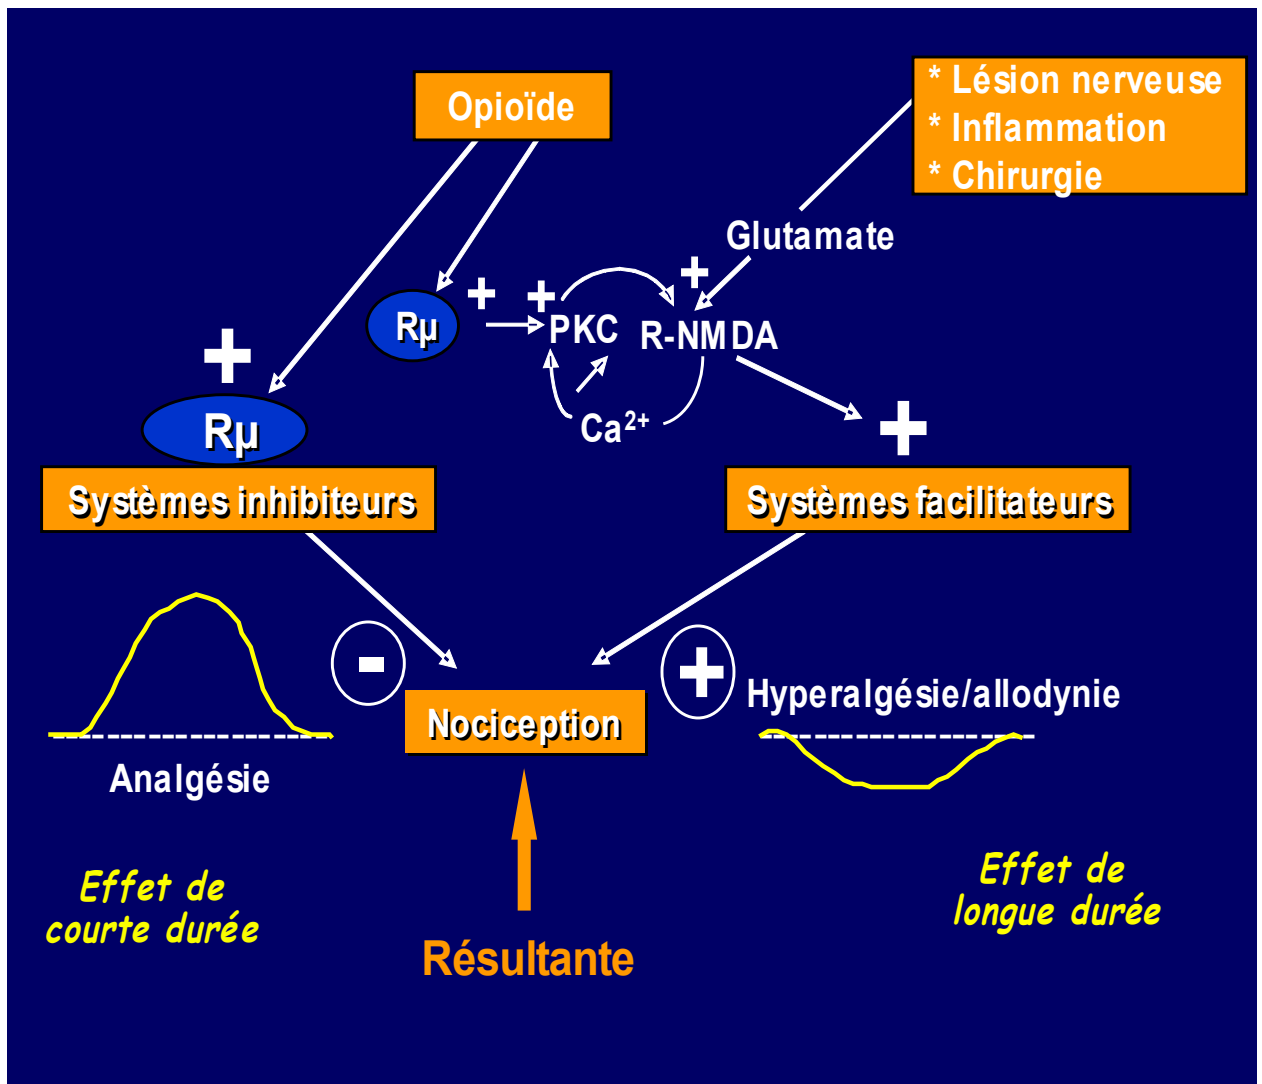 Opioïde
* Lésion nerveuse
* Inflammation
* Chirurgie
Glutamate
+
+
+
Rµ
PKC
R-NMDA
+
Rµ
Ca²⁺
+
Systèmes inhibiteurs
Systèmes facilitateurs
-
+
Hyperalgésie/allodynie
Nociception
Analgésie
Effet de
courte durée
Effet de
longue durée
Résultante